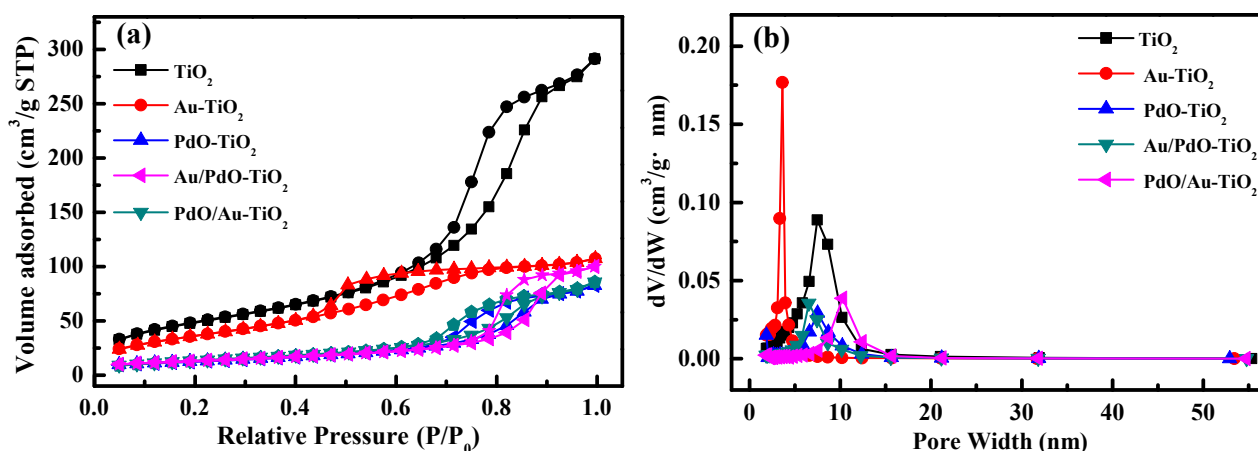 (a)
TiO₂
Au-TiO₂
PdO-TiO₂
Au/PdO-TiO₂
PdO/Au-TiO₂
Volume adsorbed (cm³/g STP)
300
250
200
150
100
50
0
0.0 0.2 0.4 0.6 0.8 1.0
Relative Pressure (P/P₀)
(b)
TiO₂
Au-TiO₂
PdO-TiO₂
Au/PdO-TiO₂
PdO/Au-TiO₂
dV/dW (cm³/g· nm)
0.20
0.15
0.10
0.05
0.00
0 10 20 30 40 50
Pore Width (nm)